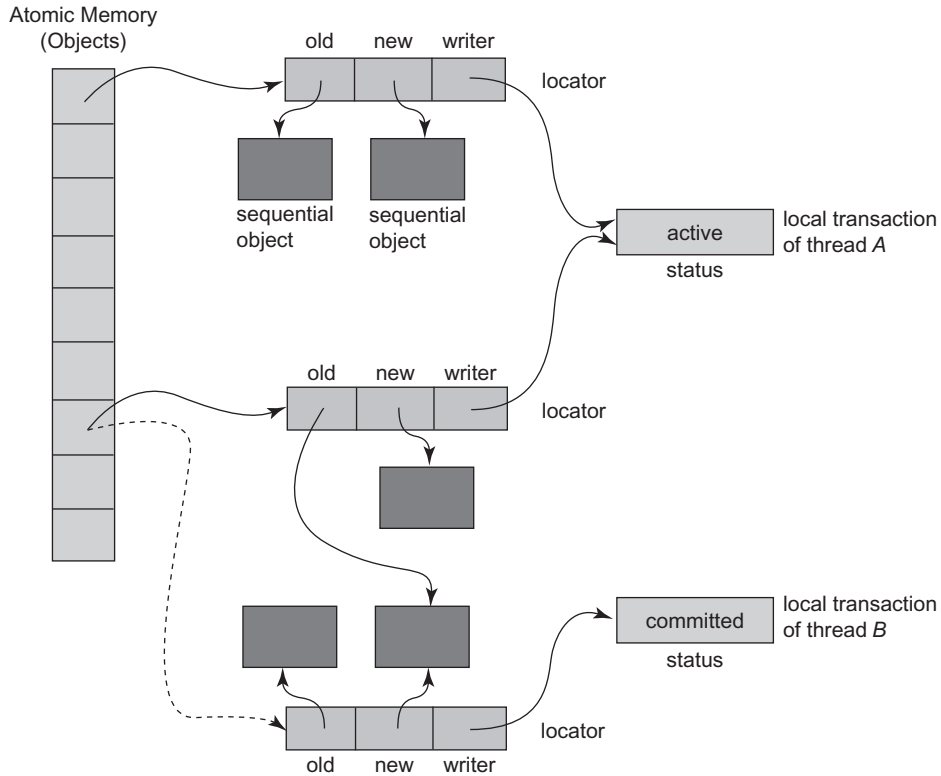 Atomic Memory
(Objects)
old new writer
locator
sequential
object
sequential
object
active
status
local transaction
of thread A
old new writer
locator
committed
status
local transaction
of thread B
locator
old new writer